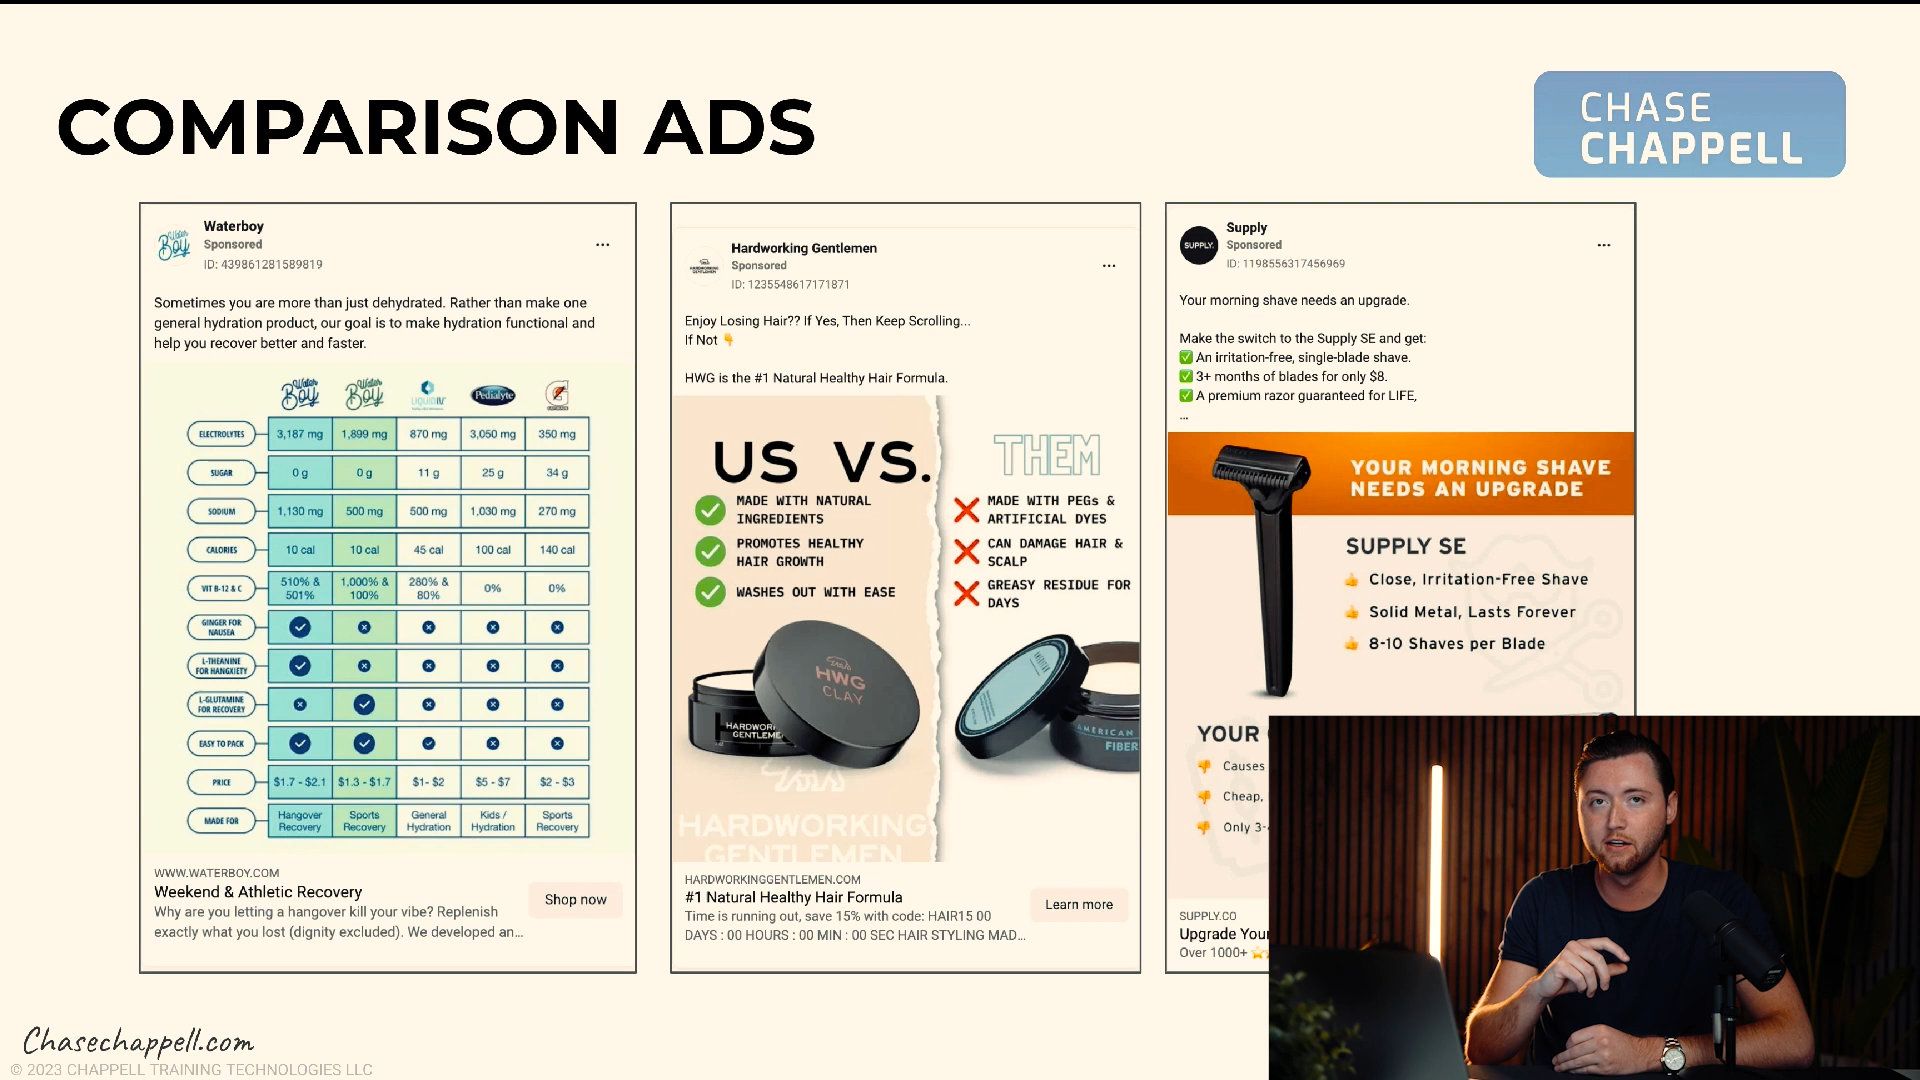 COMPARISON ADS
CHASE
CHAPPELL
Waterboy
Sponsored
ID: 439861281589819
Sometimes you are more than just dehydrated. Rather than make one
general hydration product, our goal is to make hydration functional and
help you recover better and faster.
Water Boy Water Boy LIQUID I.V. Pedialyte
ELECTROLYTES 3,187 mg 1,899 mg 870 mg 3,050 mg 350 mg
SUGAR 0 g 0 g 11 g 25 g 34 g
SODIUM 1,130 mg 500 mg 500 mg 1,030 mg 270 mg
CALORIES 10 cal 10 cal 45 cal 100 cal 140 cal
VIT B-12 & C 510% & 501% 1,000% & 100% 280% & 80% 0% 0%
GINGER FOR NAUSEA
L-THEANINE FOR HANGXIETY
L-GLUTAMINE FOR RECOVERY
EASY TO PACK
PRICE $1.7 - $2.1 $1.3 - $1.7 $1- $2 $5 - $7 $2 - $3
MADE FOR Hangover Recovery Sports Recovery General Hydration Kids / Hydration Sports Recovery
WWW.WATERBOY.COM
Weekend & Athletic Recovery
Why are you letting a hangover kill your vibe? Replenish
exactly what you lost (dignity excluded). We developed an...
Shop now
HARDWORKING
GENTLEMEN
Hardworking Gentlemen
Sponsored
ID: 1235548617171871
Enjoy Losing Hair?? If Yes, Then Keep Scrolling...
If Not 👇
HWG is the #1 Natural Healthy Hair Formula.
US VS.
THEM
MADE WITH NATURAL
INGREDIENTS
PROMOTES HEALTHY
HAIR GROWTH
WASHES OUT WITH EASE
MADE WITH PEGs &
ARTIFICIAL DYES
CAN DAMAGE HAIR &
SCALP
GREASY RESIDUE FOR
DAYS
HWG
CLAY
HARDWOR
GENTLEME
AMERICAN
FIBER
HARDWORKING
GENTLEMEN
HARDWORKINGGENTLEMEN.COM
#1 Natural Healthy Hair Formula
Time is running out, save 15% with code: HAIR15 00
DAYS : 00 HOURS : 00 MIN : 00 SEC HAIR STYLING MAD...
Learn more
SUPPLY.
Supply
Sponsored
ID: 1198556317456969
Your morning shave needs an upgrade.
Make the switch to the Supply SE and get:
✅ An irritation-free, single-blade shave.
✅ 3+ months of blades for only $8.
✅ A premium razor guaranteed for LIFE,
...
YOUR MORNING SHAVE
NEEDS AN UPGRADE
SUPPLY SE
👍 Close, Irritation-Free Shave
👍 Solid Metal, Lasts Forever
👍 8-10 Shaves per Blade
YOUR
👎 Causes
👎 Cheap,
👎 Only 3-
SUPPLY.CO
Upgrade Your
Over 1000+ ⭐
Chasechappell.com
© 2023 CHAPPELL TRAINING TECHNOLOGIES LLC